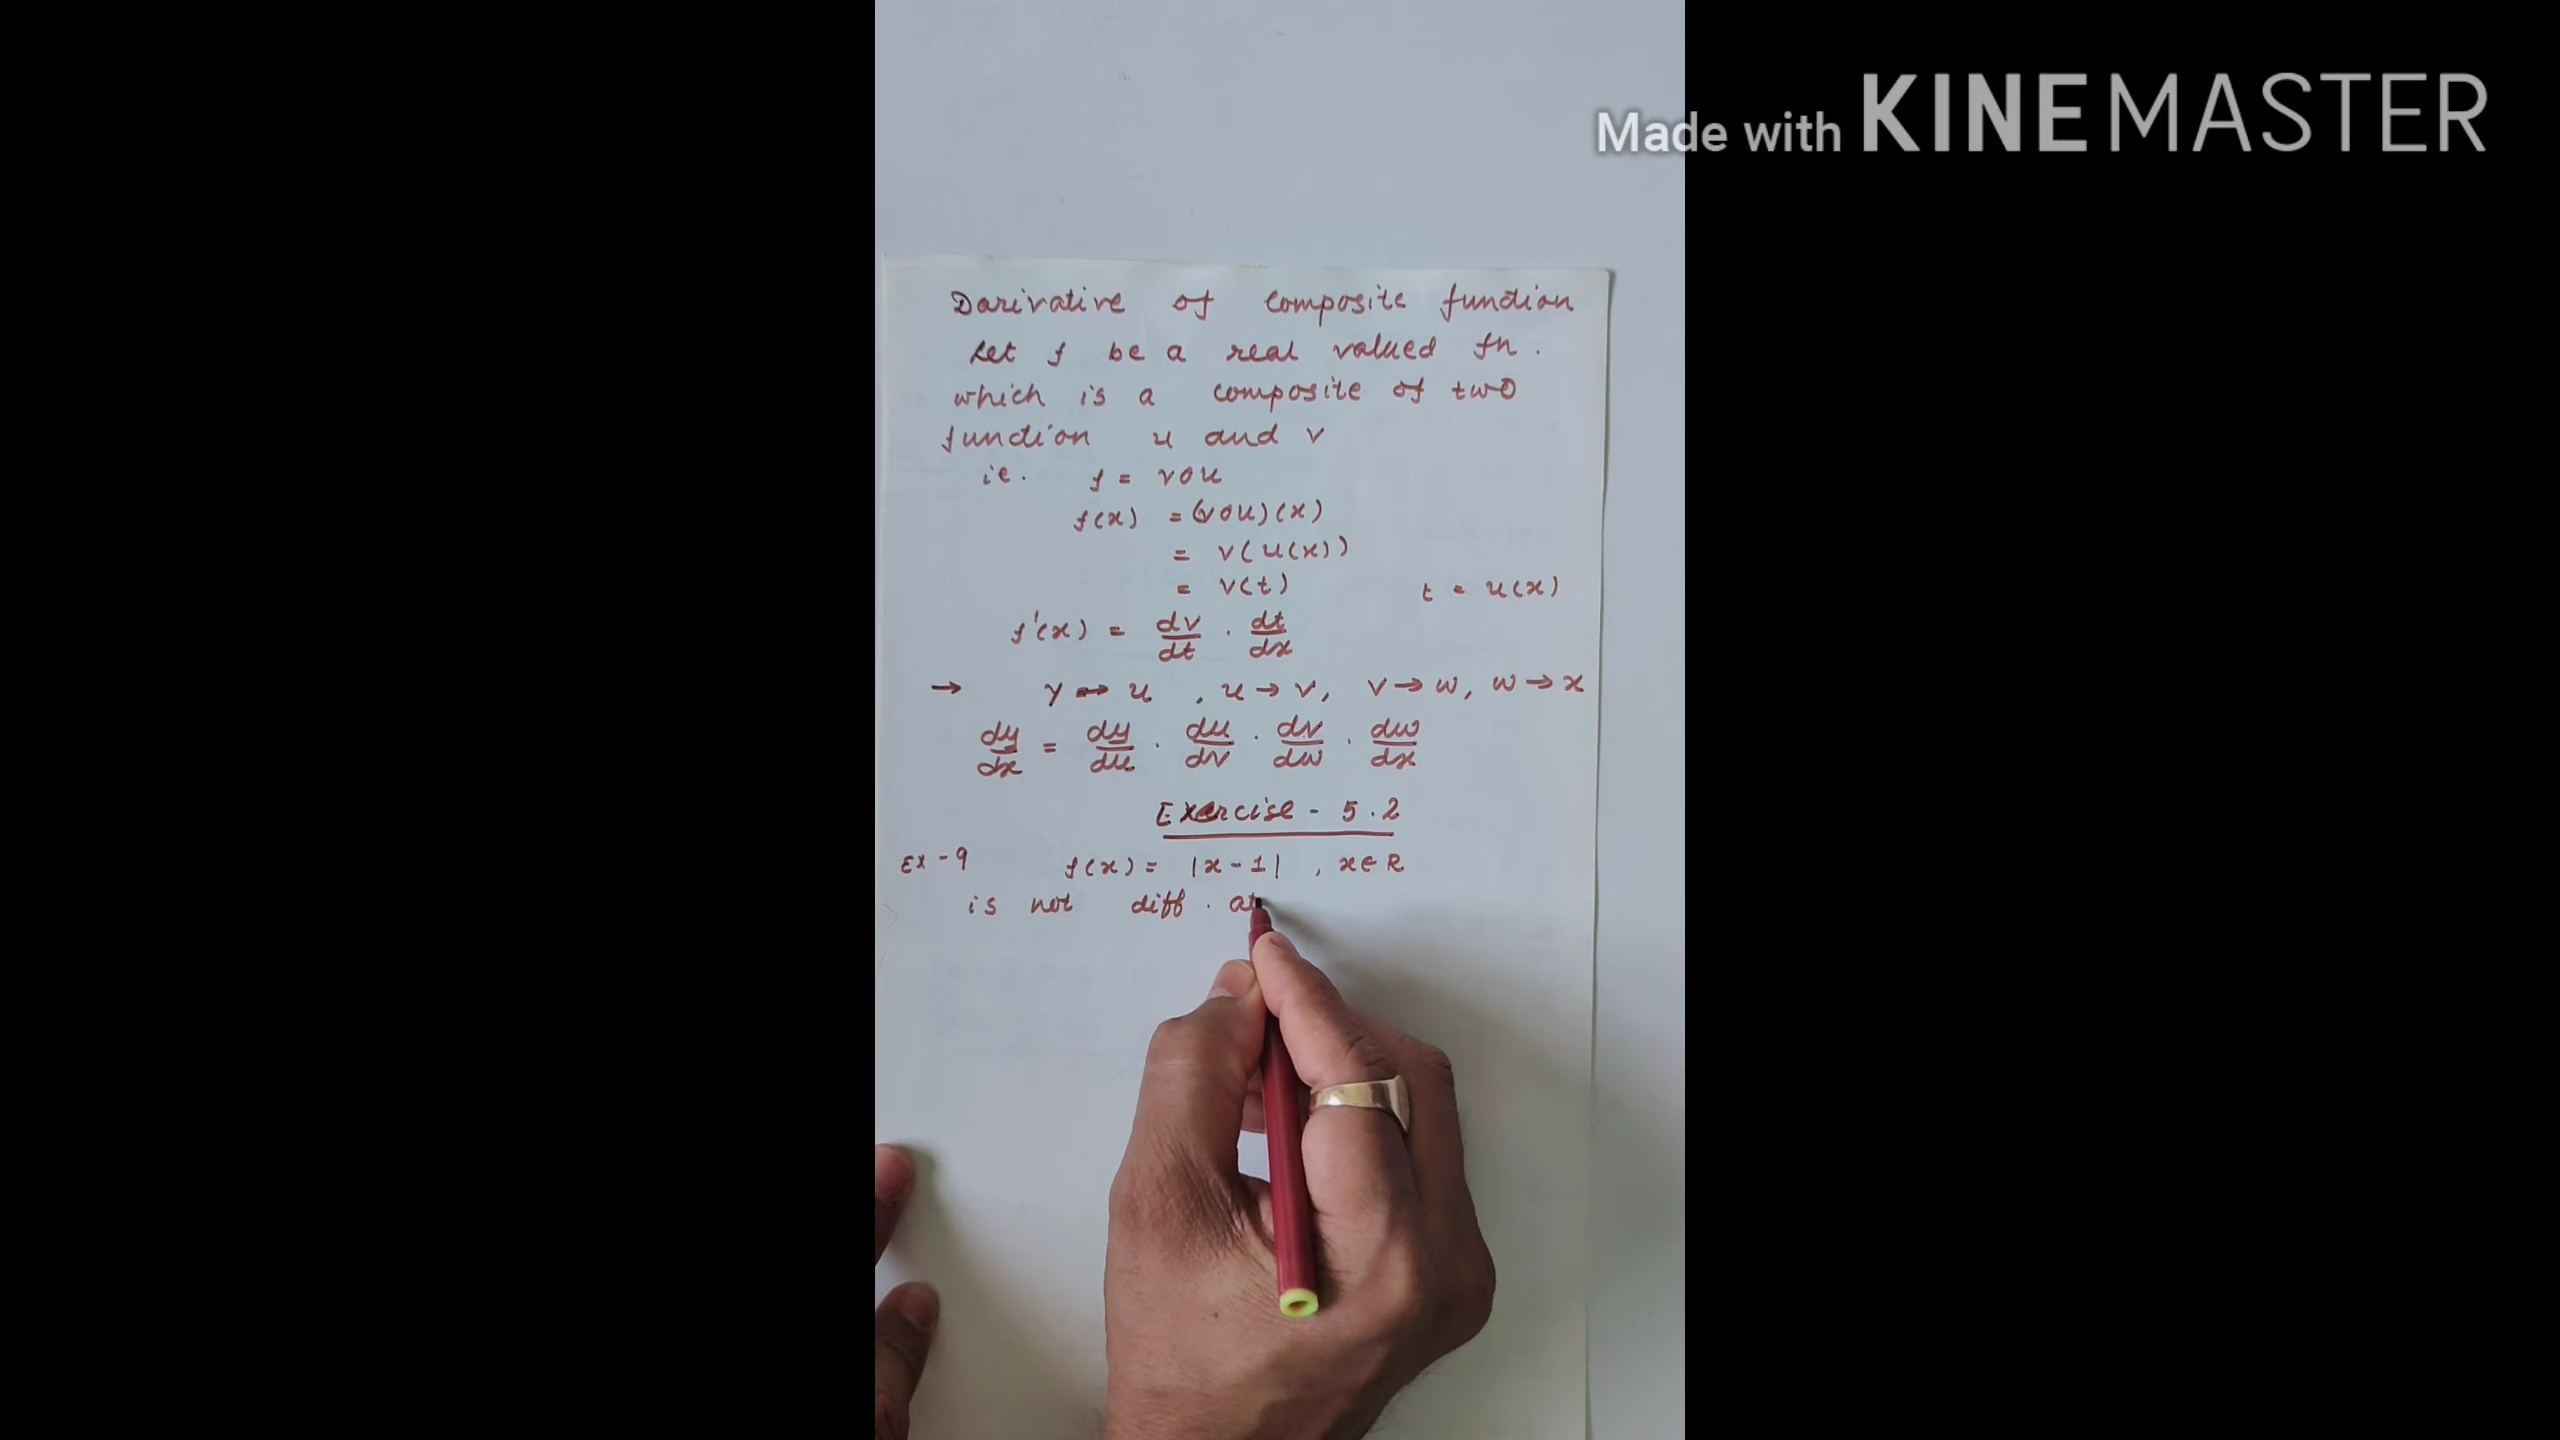 Made with KINEMASTER
Darivative of composite function
Let f be a real valued fn.
which is a composite of two
function u and v
ie. f = vou
f(x) = (vou)(x)
= v(u(x))
= v(t) t = u(x)
f'(x) = dv/dt · dt/dx
→ y → u , u → v, v → w, w → x
dy/dx = dy/du · du/dv · dv/dw · dw/dx
Exercise - 5.2
Ex - 9 f(x) = |x - 1| , x ∈ R
is not diff. at